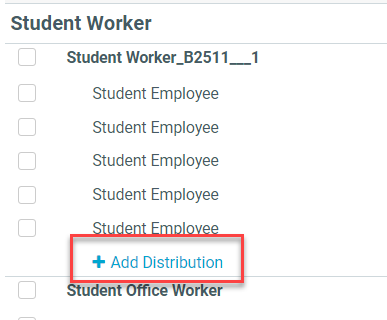 Student Worker
Student Worker_B2511___1
Student Employee
Student Employee
Student Employee
Student Employee
Student Employee
+ Add Distribution
Student Office Worker